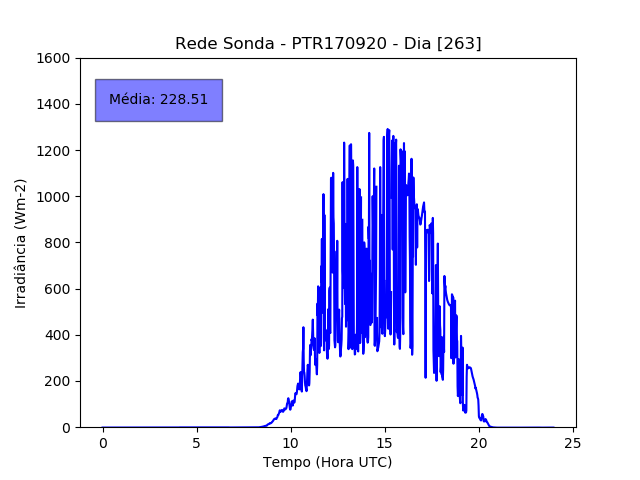 Rede Sonda - PTR170920 - Dia [263]
1600
1400
1200
1000
800
600
400
200
0
Irradiância (Wm-2)
Média: 228.51
0 5 10 15 20 25
Tempo (Hora UTC)